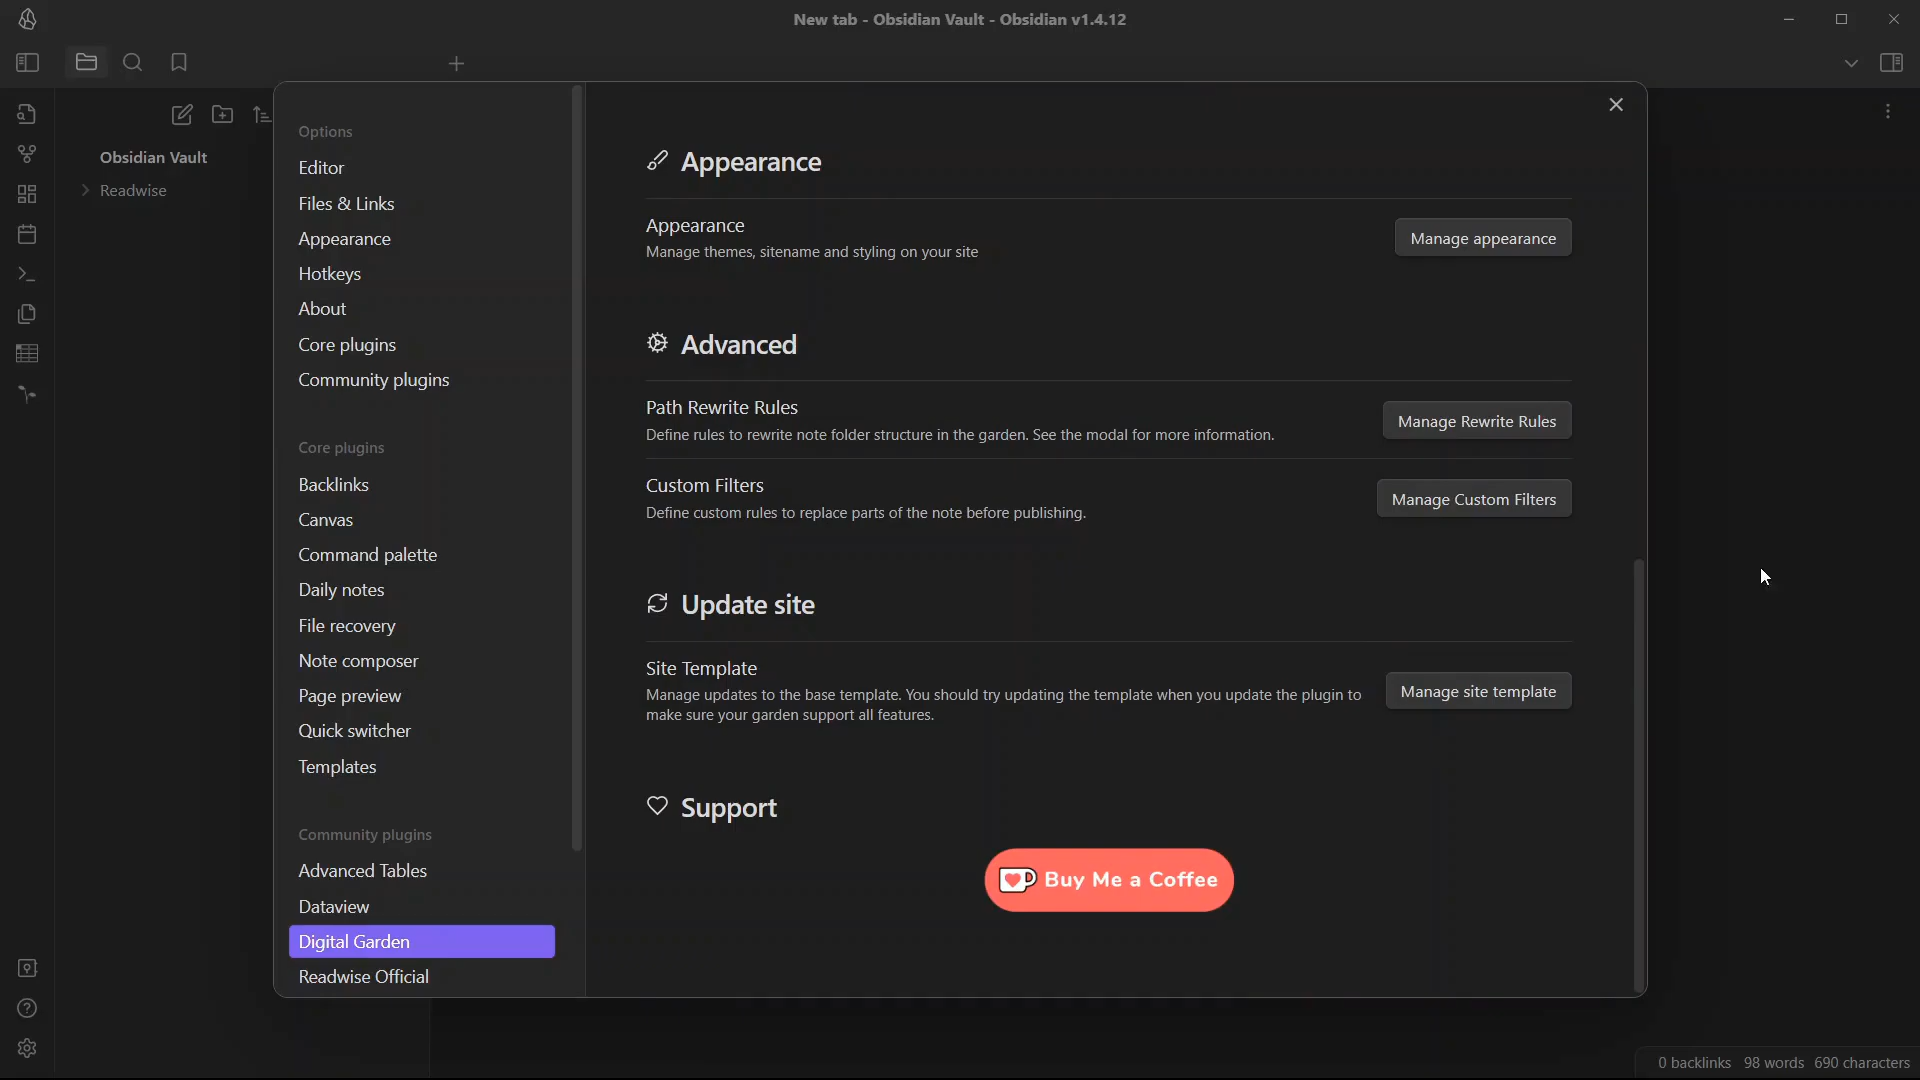 New tab - Obsidian Vault - Obsidian v1.4.12
Obsidian Vault
Readwise
Options
Editor
Files & Links
Appearance
Hotkeys
About
Core plugins
Community plugins
Core plugins
Backlinks
Canvas
Command palette
Daily notes
File recovery
Note composer
Page preview
Quick switcher
Templates
Community plugins
Advanced Tables
Dataview
Digital Garden
Readwise Official
Appearance
Appearance
Manage themes, sitename and styling on your site
Manage appearance
Advanced
Path Rewrite Rules
Define rules to rewrite note folder structure in the garden. See the modal for more information.
Manage Rewrite Rules
Custom Filters
Define custom rules to replace parts of the note before publishing.
Manage Custom Filters
Update site
Site Template
Manage updates to the base template. You should try updating the template when you update the plugin to
make sure your garden support all features.
Manage site template
Support
Buy Me a Coffee
0 backlinks 98 words 690 characters